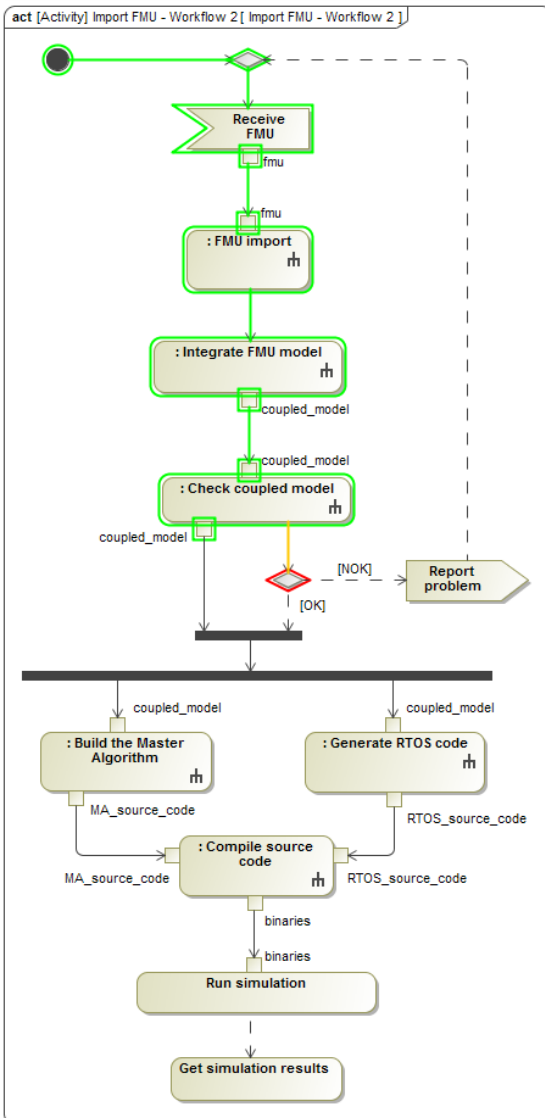 act [Activity] Import FMU - Workflow 2 [ Import FMU - Workflow 2 ]
Receive
FMU
fmu
fmu
: FMU import
: Integrate FMU model
coupled_model
coupled_model
: Check coupled model
coupled_model
[NOK]
Report
problem
[OK]
coupled_model
coupled_model
: Build the Master
Algorithm
: Generate RTOS code
MA_source_code
RTOS_source_code
: Compile source
code
MA_source_code
RTOS_source_code
binaries
binaries
Run simulation
Get simulation results